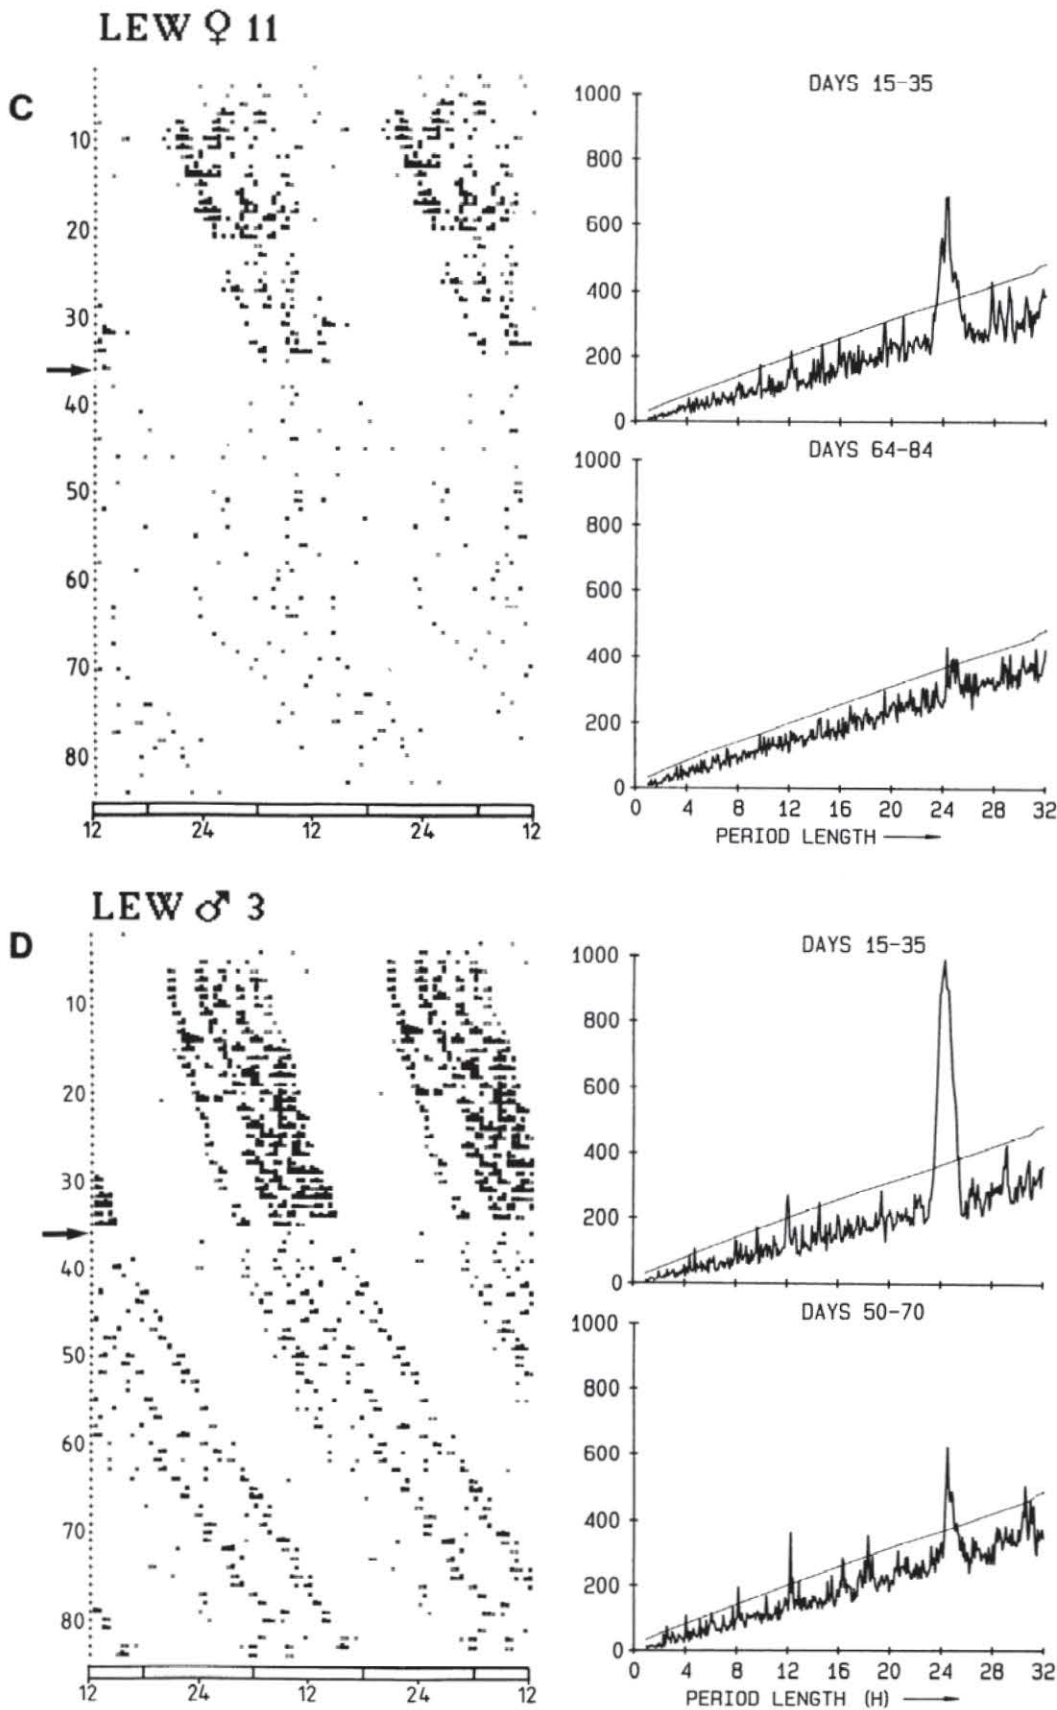 LEW ♀ 11
C
10
20
30
40
50
60
70
80
12 24 12 24 12
DAYS 15-35
1000
800
600
400
200
0
DAYS 64-84
1000
800
600
400
200
0
0 4 8 12 16 20 24 28 32
PERIOD LENGTH
LEW ♂ 3
D
10
20
30
40
50
60
70
80
12 24 12 24 12
DAYS 15-35
1000
800
600
400
200
0
DAYS 50-70
1000
800
600
400
200
0
0 4 8 12 16 20 24 28 32
PERIOD LENGTH (H)